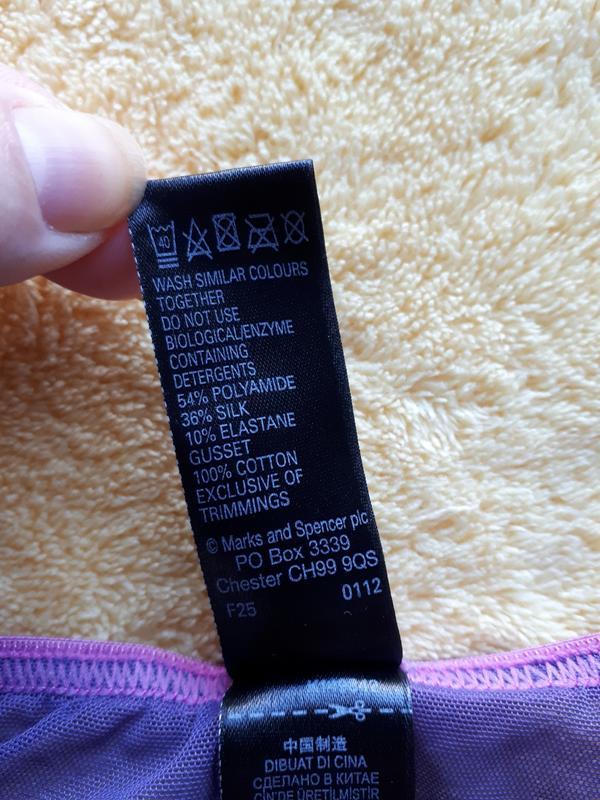 40
WASH SIMILAR COLOURS
TOGETHER
DO NOT USE
BIOLOGICAL/ENZYME
CONTAINING
DETERGENTS
54% POLYAMIDE
36% SILK
10% ELASTANE
GUSSET
100% COTTON
EXCLUSIVE OF
TRIMMINGS
© Marks and Spencer plc
PO Box 3339
Chester CH99 9QS
0112
F25
中国制造
DIBUAT DI CINA
СДЕЛАНО В КИТАЕ
ÇİN'DE ÜRETİLMİŞTİR